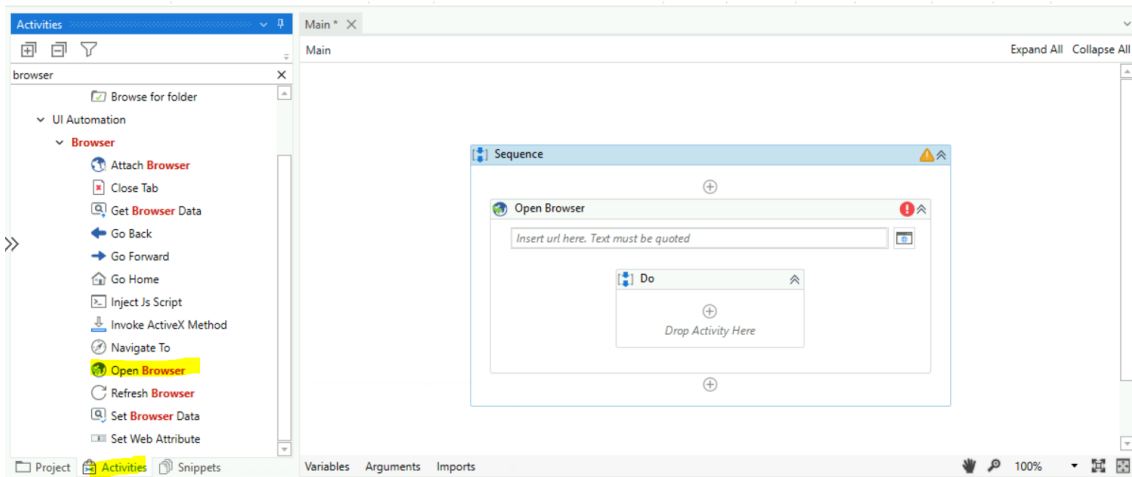 Activities
Main *
Main
Expand All Collapse All
browser
Browse for folder
UI Automation
Browser
Attach Browser
Close Tab
Get Browser Data
Go Back
Go Forward
Go Home
Inject Js Script
Invoke ActiveX Method
Navigate To
Open Browser
Refresh Browser
Set Browser Data
Set Web Attribute
Project Activities Snippets
Sequence
Open Browser
Insert url here. Text must be quoted
Do
Drop Activity Here
Variables Arguments Imports
100%